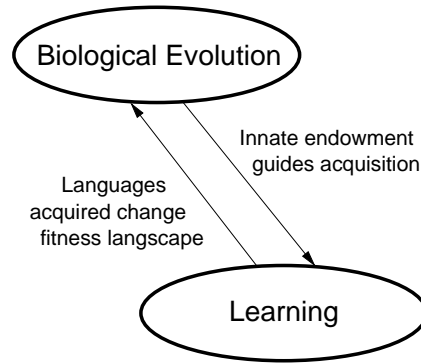 Biological Evolution
Innate endowment
guides acquisition
Languages
acquired change
fitness langscape
Learning